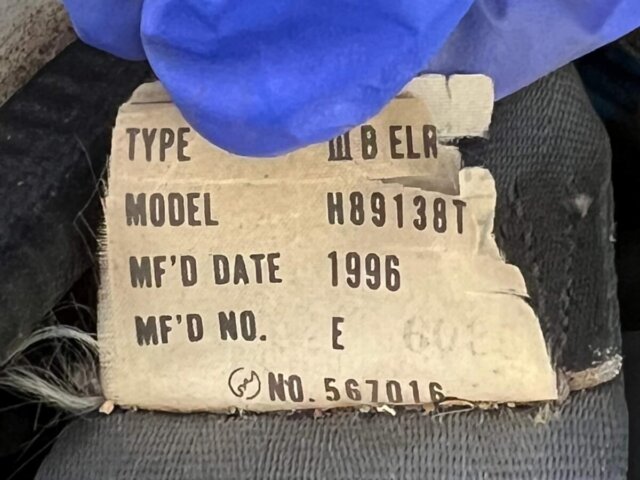 TYPE III B ELR
MODEL H89138T
MF'D DATE 1996
MF'D NO. E
NO. 567016